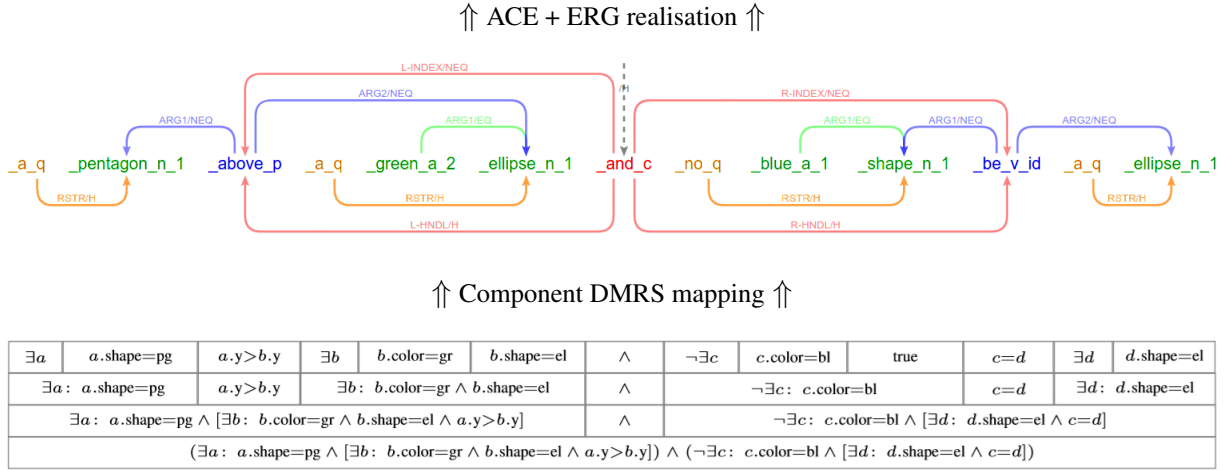 ⇑ ACE + ERG realisation ⇑
L-INDEX/NEQ
/H
ARG2/NEQ
R-INDEX/NEQ
ARG1/NEQ
ARG1/EQ
ARG1/EQ
ARG1/NEQ
ARG2/NEQ
_a_q _pentagon_n_1 _above_p _a_q _green_a_2 _ellipse_n_1 _and_c _no_q _blue_a_1 _shape_n_1 _be_v_id _a_q _ellipse_n_1
RSTR/H RSTR/H RSTR/H RSTR/H
L-HNDL/H R-HNDL/H
⇑ Component DMRS mapping ⇑
∃a a.shape=pg a.y>b.y ∃b b.color=gr b.shape=el ∧ ¬∃c c.color=bl true c=d ∃d d.shape=el
∃a: a.shape=pg a.y>b.y ∃b: b.color=gr ∧ b.shape=el ∧ ¬∃c: c.color=bl c=d ∃d: d.shape=el
∃a: a.shape=pg ∧ [∃b: b.color=gr ∧ b.shape=el ∧ a.y>b.y] ∧ ¬∃c: c.color=bl ∧ [∃d: d.shape=el ∧ c=d]
(∃a: a.shape=pg ∧ [∃b: b.color=gr ∧ b.shape=el ∧ a.y>b.y]) ∧ (¬∃c: c.color=bl ∧ [∃d: d.shape=el ∧ c=d])